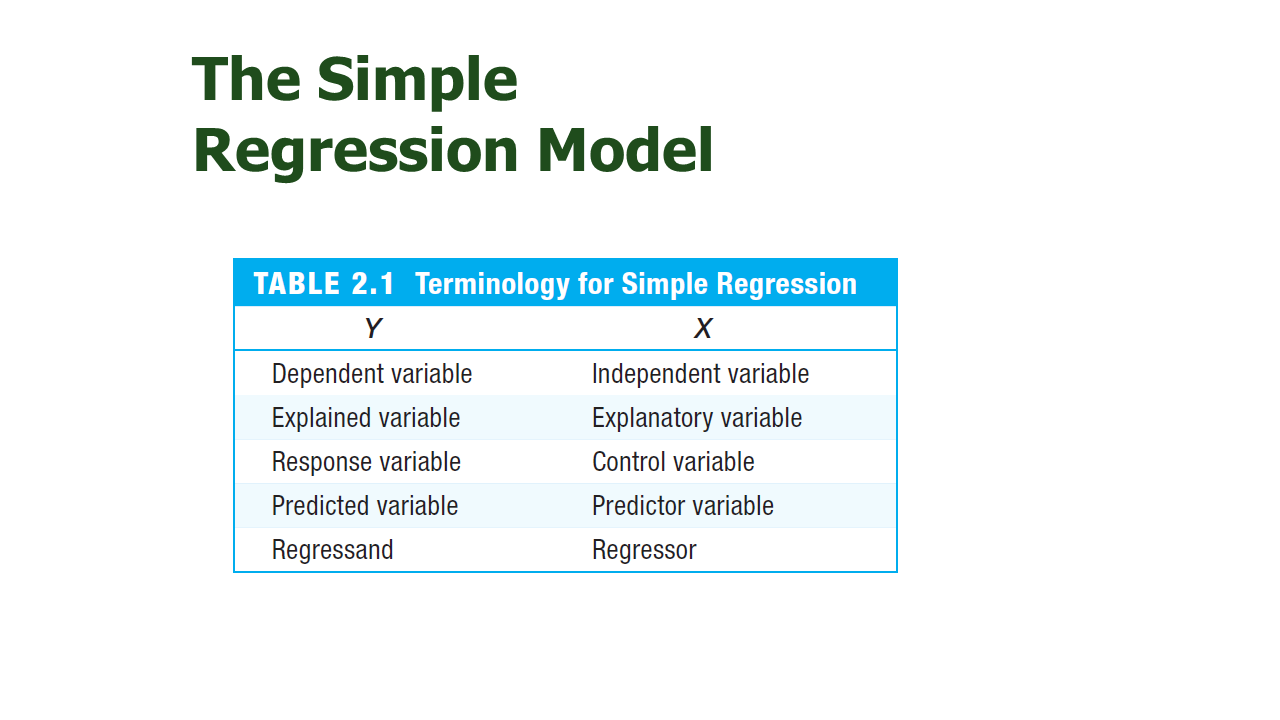 The Simple
Regression Model
TABLE 2.1 Terminology for Simple Regression
Y X
Dependent variable Independent variable
Explained variable Explanatory variable
Response variable Control variable
Predicted variable Predictor variable
Regressand Regressor